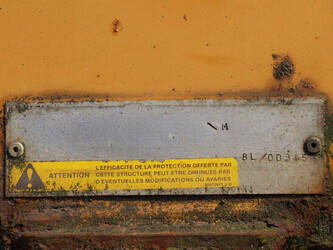 BL/00345
L'EFFICACITE DE LA PROTECTION OFFERTE PAR
ATTENTION CETTE STRUCTURE PEUT ETRE DIMINUEE PAR
D'EVENTUELLES MODIFICATIONS OU AVARIES